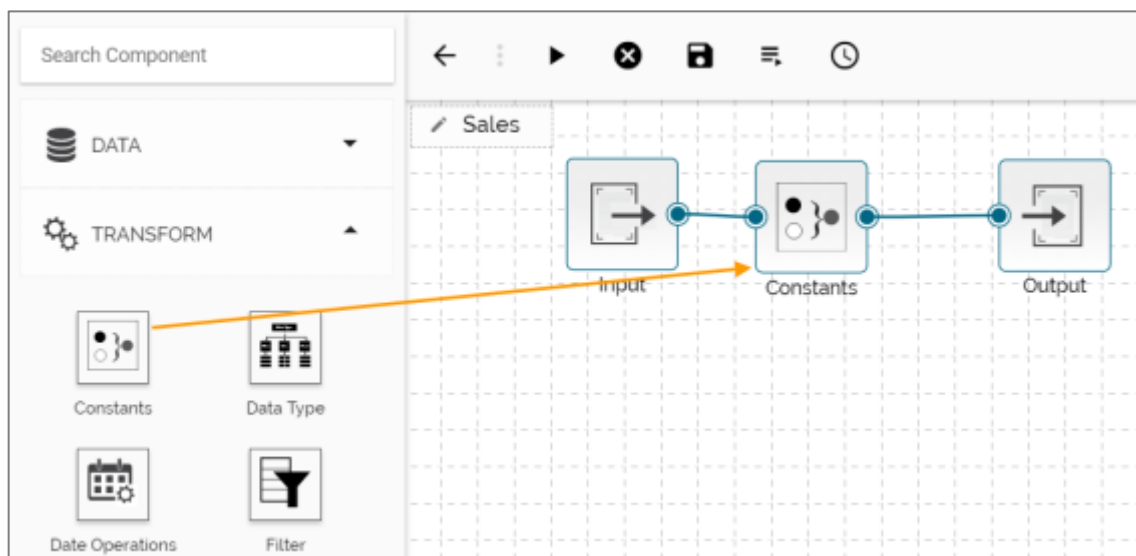 Search Component
DATA
TRANSFORM
Constants
Data Type
Date Operations
Filter
Sales
Input
Constants
Output